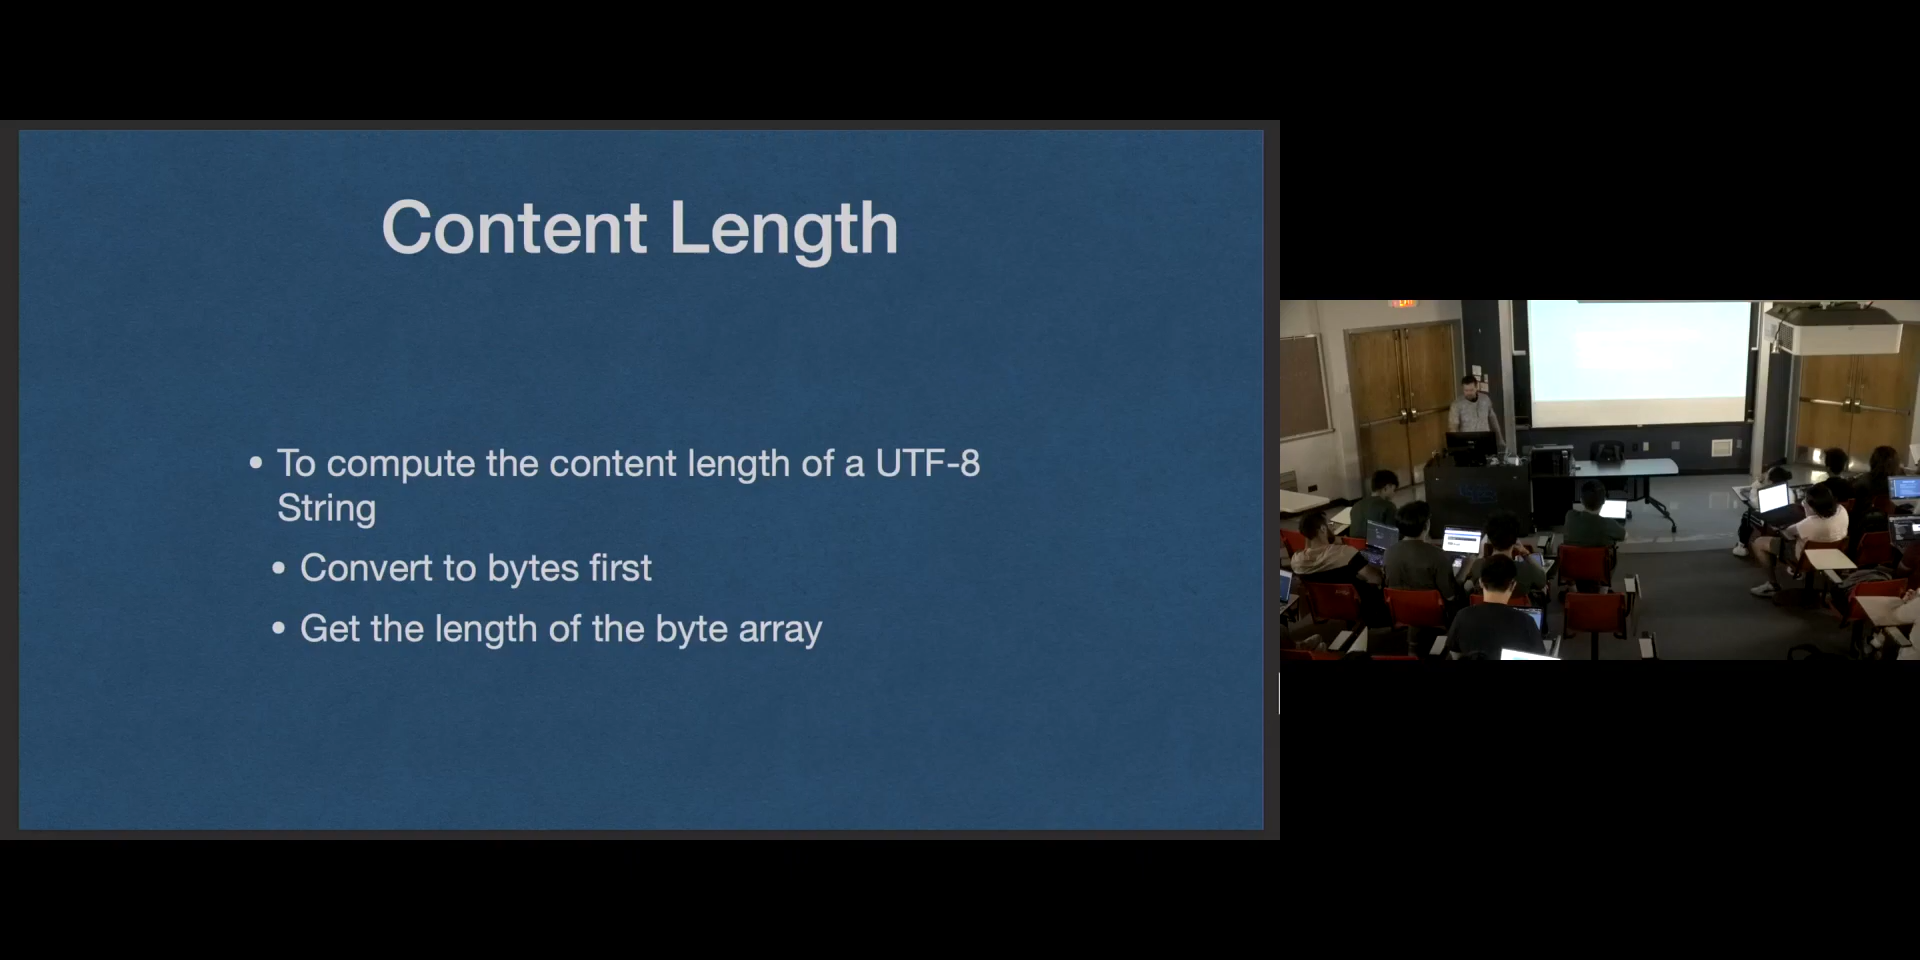 Content Length
• To compute the content length of a UTF-8
String
• Convert to bytes first
• Get the length of the byte array